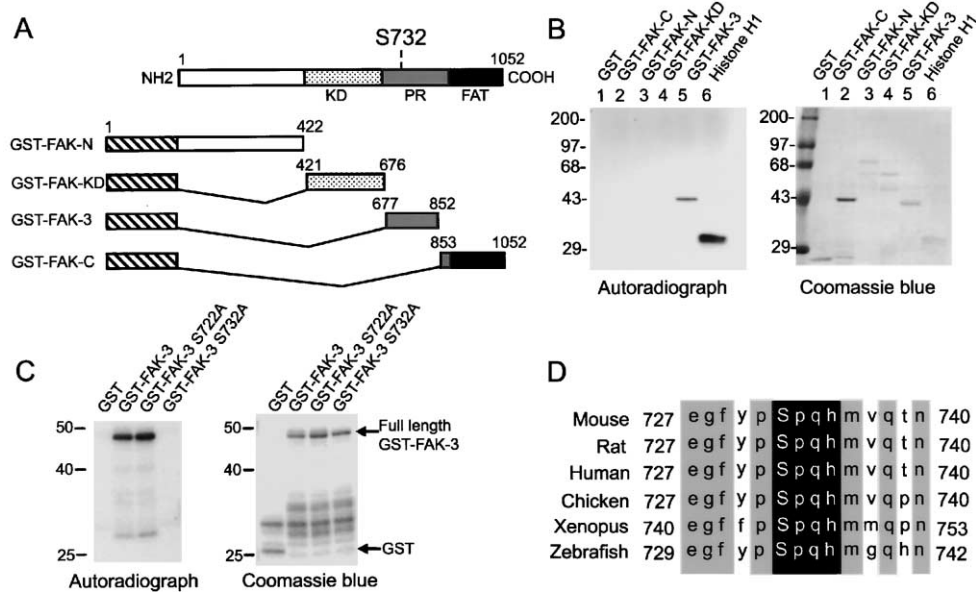 A
S732
1
1052
NH2
COOH
KD
PR
FAT
1
422
GST-FAK-N
421
676
GST-FAK-KD
677
852
GST-FAK-3
853
1052
GST-FAK-C
B
GST
GST-FAK-C
GST-FAK-N
GST-FAK-KD
GST-FAK-3
Histone H1
1 2 3 4 5 6
200-
97-
68-
43-
29-
Autoradiograph
GST
GST-FAK-C
GST-FAK-N
GST-FAK-KD
GST-FAK-3
Histone H1
1 2 3 4 5 6
200-
97-
68-
43-
29-
Coomassie blue
C
GST
GST-FAK-3
GST-FAK-3 S722A
GST-FAK-3 S732A
50
40
25
Autoradiograph
GST
GST-FAK-3
GST-FAK-3 S722A
GST-FAK-3 S732A
50
40
25
Full length
GST-FAK-3
GST
Coomassie blue
D
Mouse 727 e g f y p S p q h m v q t n 740
Rat 727 e g f y p S p q h m v q t n 740
Human 727 e g f y p S p q h m v q t n 740
Chicken 727 e g f y p S p q h m v q p n 740
Xenopus 740 e g f f p S p q h m m q p n 753
Zebrafish 729 e g f y p S p q h m g q h n 742